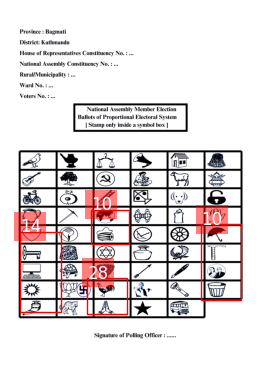 Province : Bagmati
District: Kathmandu
House of Representatives Constituency No. : ...
National Assembly Constituency No. : ...
Rural/Municipality : ...
Ward No. : ...
Voters No. : ...
National Assembly Member Election
Ballots of Proportional Electoral System
[ Stamp only inside a symbol box ]
10
14
10
28
Signature of Polling Officer : ......